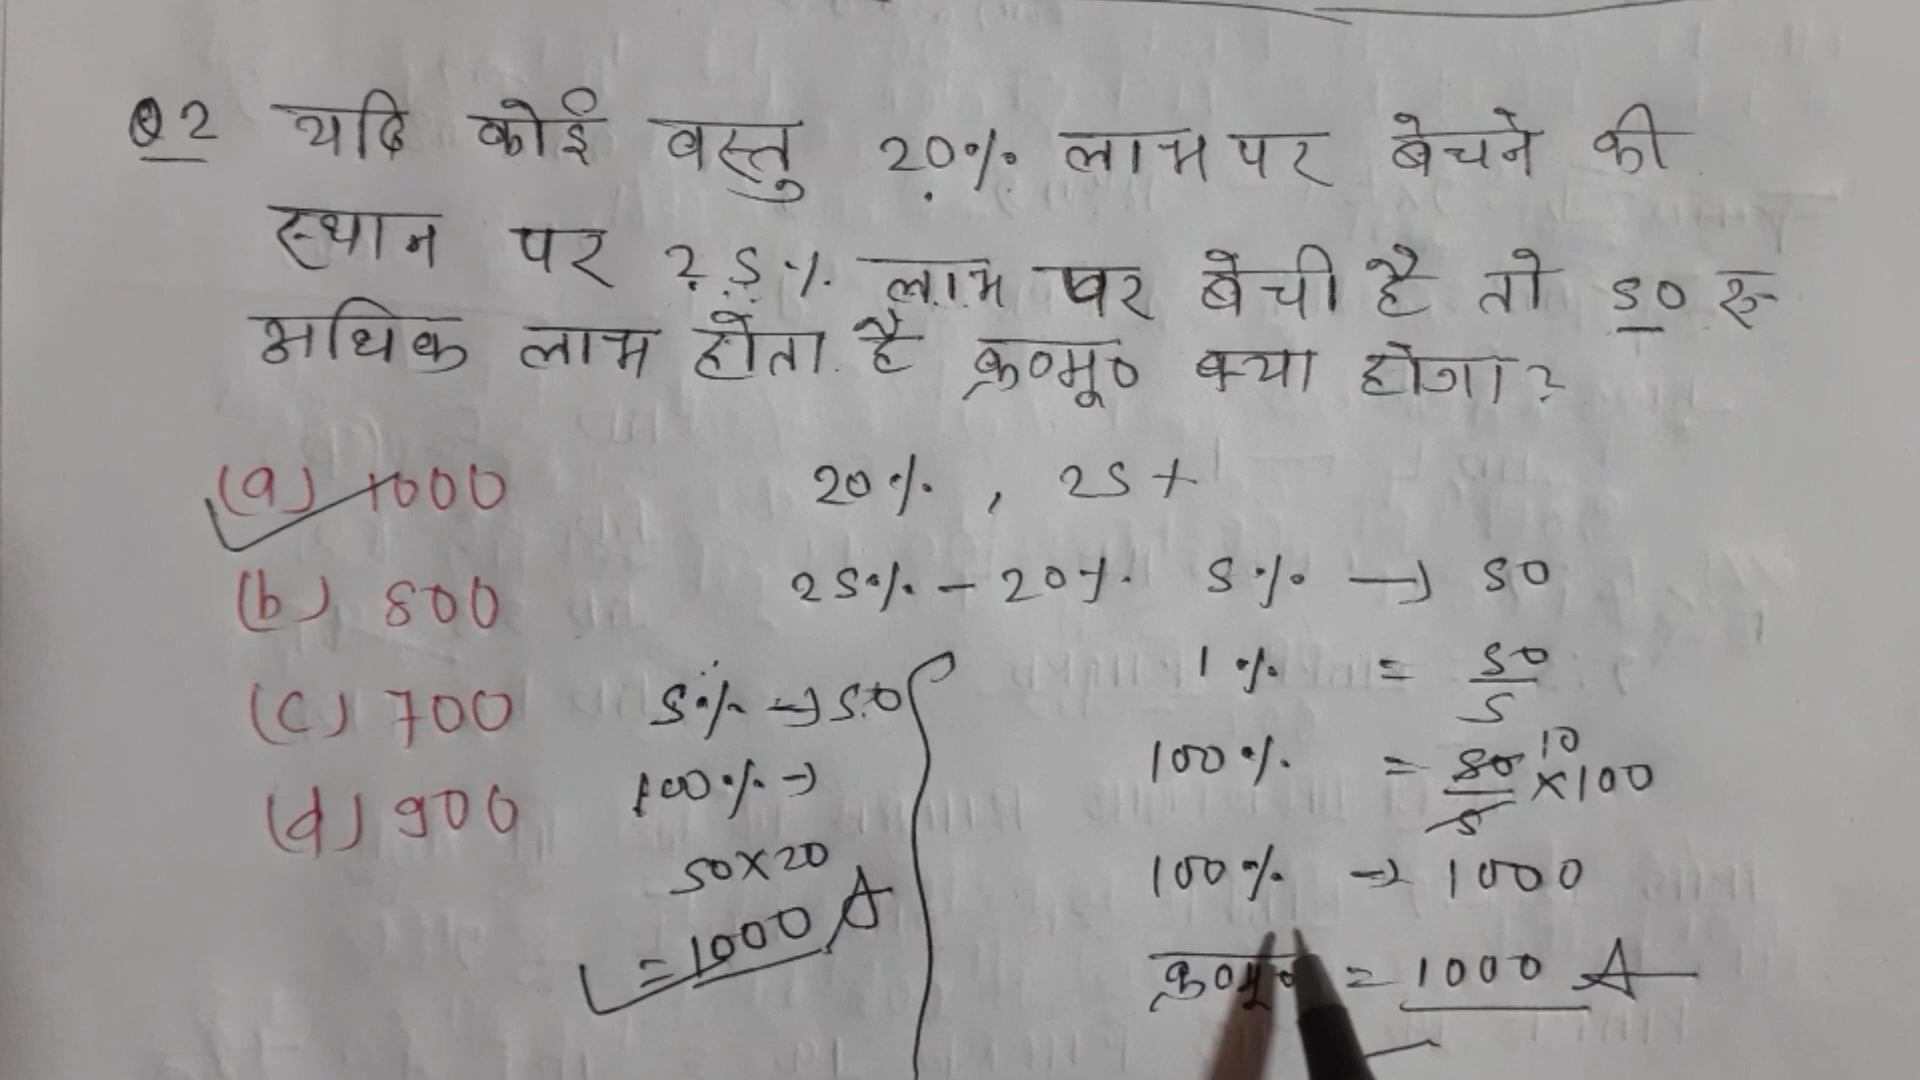 Q2 यदि कोई वस्तु 20% लाभ पर बेचने की
स्थान पर 25% लाभ पर बेची है तो 50 रु
अधिक लाभ होता है क्र०मू० क्या होगा?
(a) 1000
(b) 800
(c) 700
(d) 900
20% , 25%
25% - 20% 5% → 50
1% = 50/5
100% = 50/5 × 100 10
100% → 1000
क्र०मू० = 1000 A
5% → 50
100% →
50×20
= 1000 A